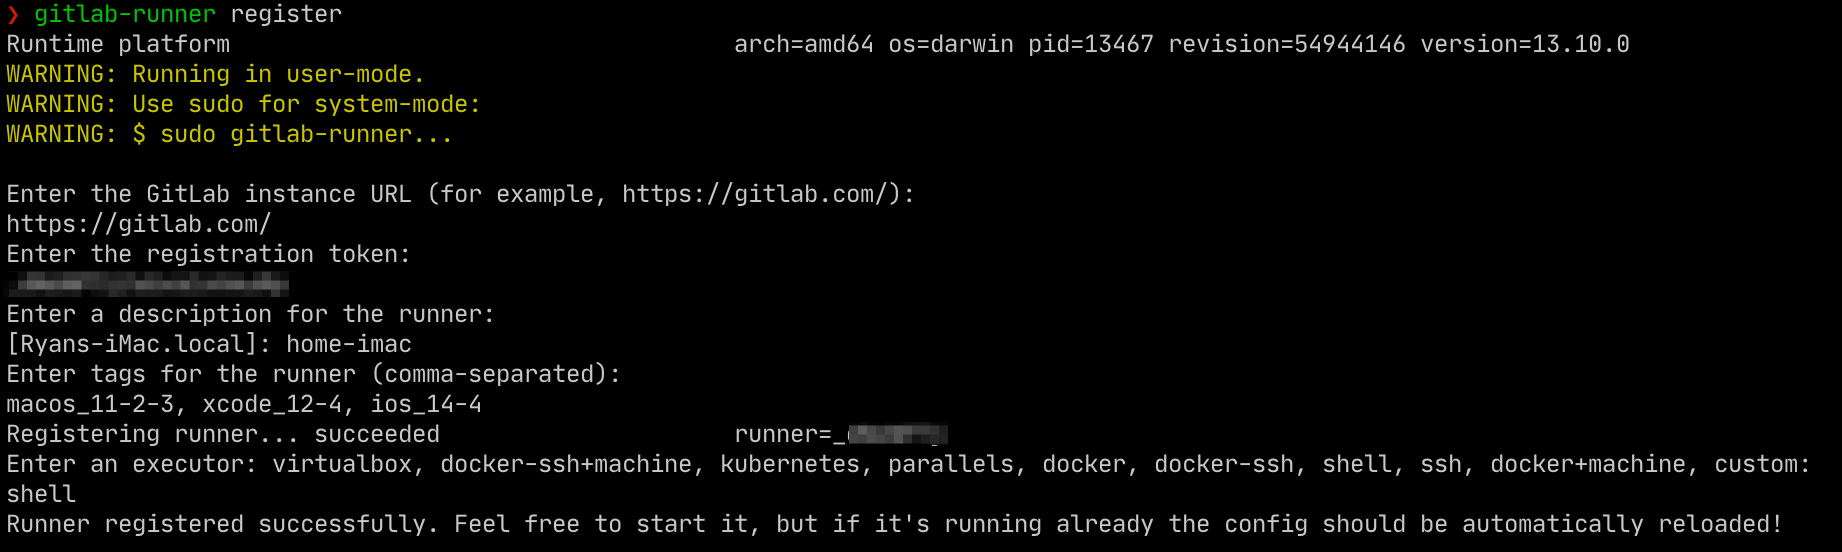 ❯ gitlab-runner register
Runtime platform                                    arch=amd64 os=darwin pid=13467 revision=54944146 version=13.10.0
WARNING: Running in user-mode.
WARNING: Use sudo for system-mode:
WARNING: $ sudo gitlab-runner...
Enter the GitLab instance URL (for example, https://gitlab.com/):
https://gitlab.com/
Enter the registration token:
Enter a description for the runner:
[Ryans-iMac.local]: home-imac
Enter tags for the runner (comma-separated):
macos_11-2-3, xcode_12-4, ios_14-4
Registering runner... succeeded                     runner=_
Enter an executor: virtualbox, docker-ssh+machine, kubernetes, parallels, docker, docker-ssh, shell, ssh, docker+machine, custom:
shell
Runner registered successfully. Feel free to start it, but if it's running already the config should be automatically reloaded!